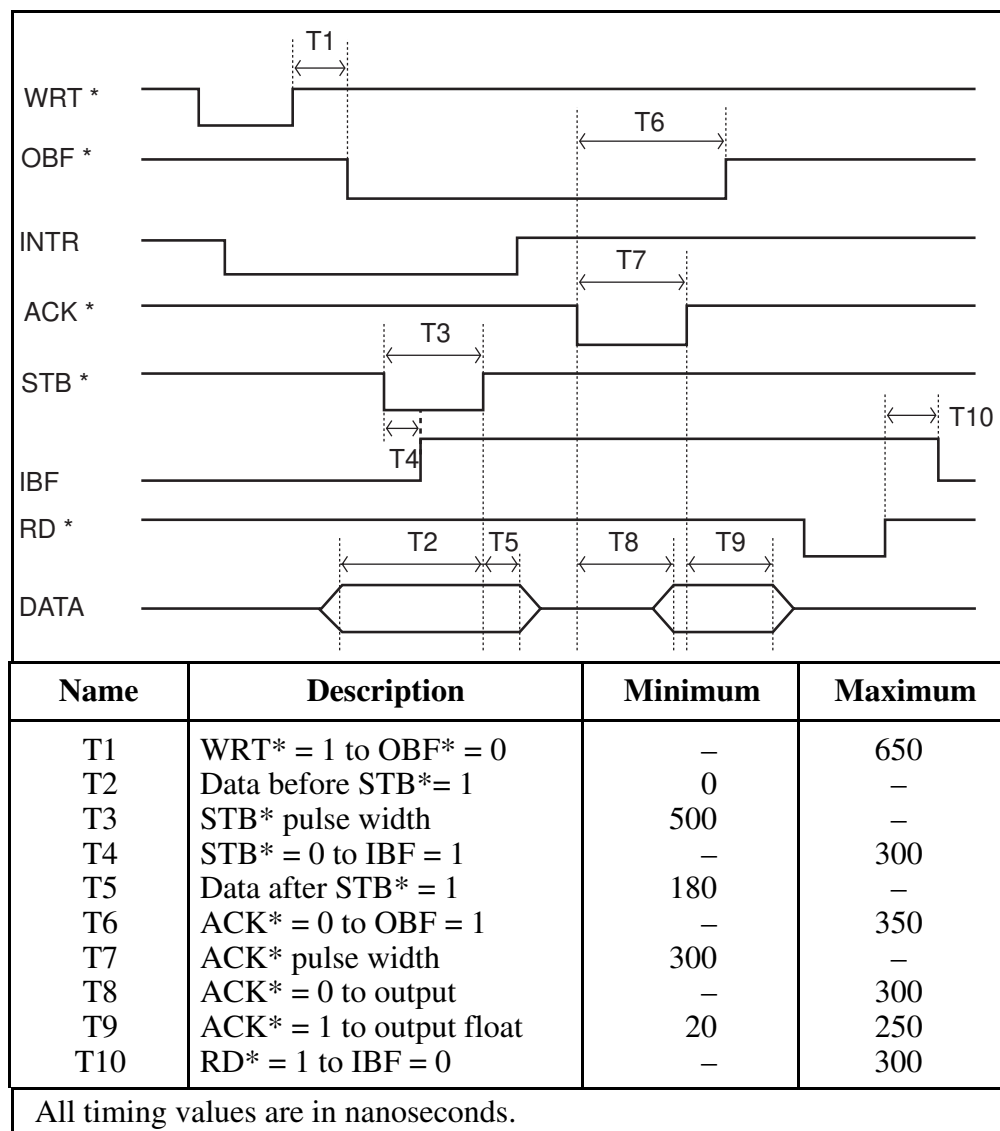 T1
WRT *
T6
OBF *
INTR
T7
ACK *
T3
STB *
T10
T4
IBF
RD *
T2 T5 T8 T9
DATA
Name Description Minimum Maximum
T1 WRT* = 1 to OBF* = 0 – 650
T2 Data before STB*= 1 0 –
T3 STB* pulse width 500 –
T4 STB* = 0 to IBF = 1 – 300
T5 Data after STB* = 1 180 –
T6 ACK* = 0 to OBF = 1 – 350
T7 ACK* pulse width 300 –
T8 ACK* = 0 to output – 300
T9 ACK* = 1 to output float 20 250
T10 RD* = 1 to IBF = 0 – 300
All timing values are in nanoseconds.